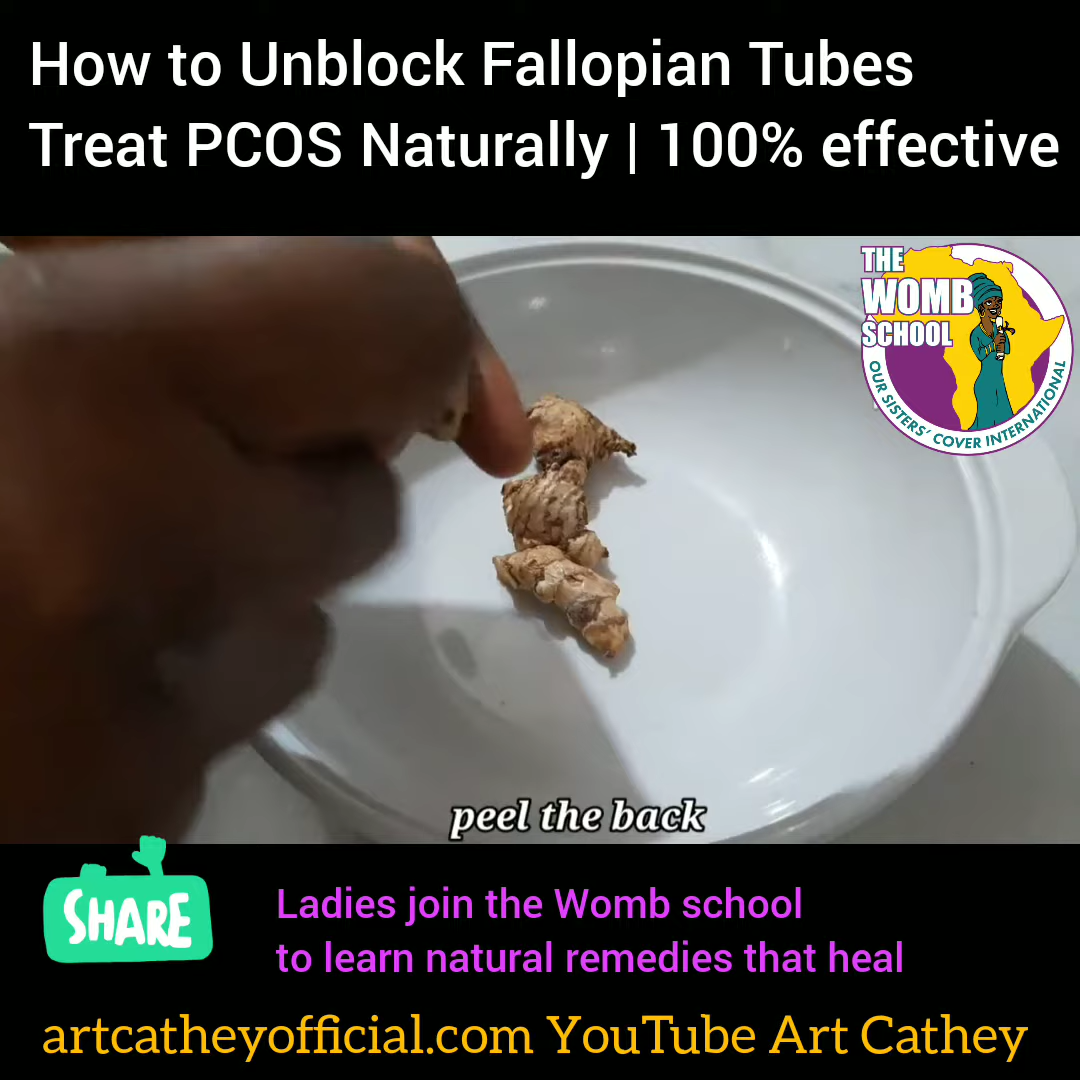 How to Unblock Fallopian Tubes
Treat PCOS Naturally | 100% effective
THE
WOMB
SCHOOL
OUR SISTERS' COVER INTERNATIONAL
peel the back
SHARE
Ladies join the Womb school
to learn natural remedies that heal
artcatheyofficial.com YouTube Art Cathey